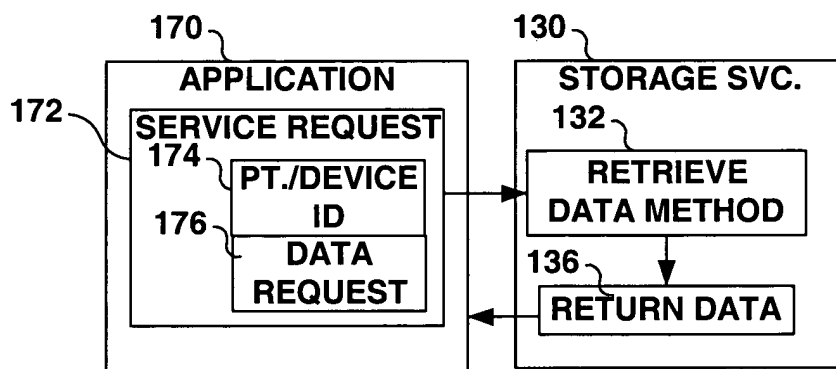 170
130
APPLICATION
STORAGE SVC.
172
SERVICE REQUEST
132
174
PT./DEVICE
ID
RETRIEVE
DATA METHOD
176
DATA
REQUEST
136
RETURN DATA